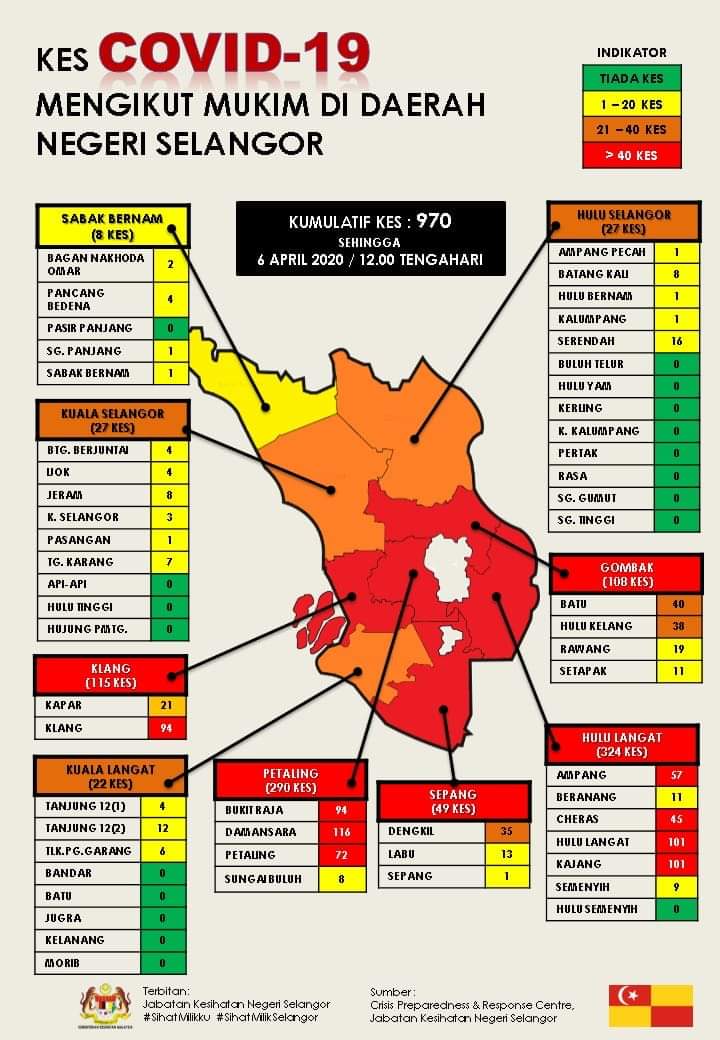 KES COVID-19
MENGIKUT MUKIM DI DAERAH
NEGERI SELANGOR
INDIKATOR
TIADA KES
1 – 20 KES
21 – 40 KES
> 40 KES
KUMULATIF KES : 970
SEHINGGA
6 APRIL 2020 / 12.00 TENGAHARI
SABAK BERNAM
(8 KES)
BAGAN NAKHODA
OMAR 2
PANCANG
BEDENA 4
PASIR PANJANG 0
SG. PANJANG 1
SABAK BERNAM 1
KUALA SELANGOR
(27 KES)
BTG. BERJUNTAI 4
IJOK 4
JERAM 8
K. SELANGOR 3
PASANGAN 1
TG. KARANG 7
API-API 0
HULU TINGGI 0
HUJUNG PMTG. 0
KLANG
(115 KES)
KAPAR 21
KLANG 94
KUALA LANGAT
(22 KES)
TANJUNG 12(1) 4
TANJUNG 12(2) 12
TLK.PG.GARANG 6
BANDAR 0
BATU 0
JUGRA 0
KELANANG 0
MORIB 0
PETALING
(290 KES)
BUKIT RAJA 94
DAMANSARA 116
PETALING 72
SUNGAI BULUH 8
SEPANG
(49 KES)
DENGKIL 35
LABU 13
SEPANG 1
HULU SELANGOR
(27 KES)
AMPANG PECAH 1
BATANG KALI 8
HULU BERNAM 1
KALUMPANG 1
SERENDAH 16
BULUH TELUR 0
HULU YAM 0
KERLING 0
K. KALUMPANG 0
PERTAK 0
RASA 0
SG. GUMUT 0
SG. TINGGI 0
GOMBAK
(108 KES)
BATU 40
HULU KELANG 38
RAWANG 19
SETAPAK 11
HULU LANGAT
(324 KES)
AMPANG 57
BERANANG 11
CHERAS 45
HULU LANGAT 101
KAJANG 101
SEMENYIH 9
HULU SEMENYIH 0
Terbitan:
Jabatan Kesihatan Negeri Selangor
#SihatMilikku #SihatMilikSelangor
Sumber :
Crisis Preparedness & Response Centre,
Jabatan Kesihatan Negeri Selangor
KEMENTERIAN KESIHATAN MALAYSIA